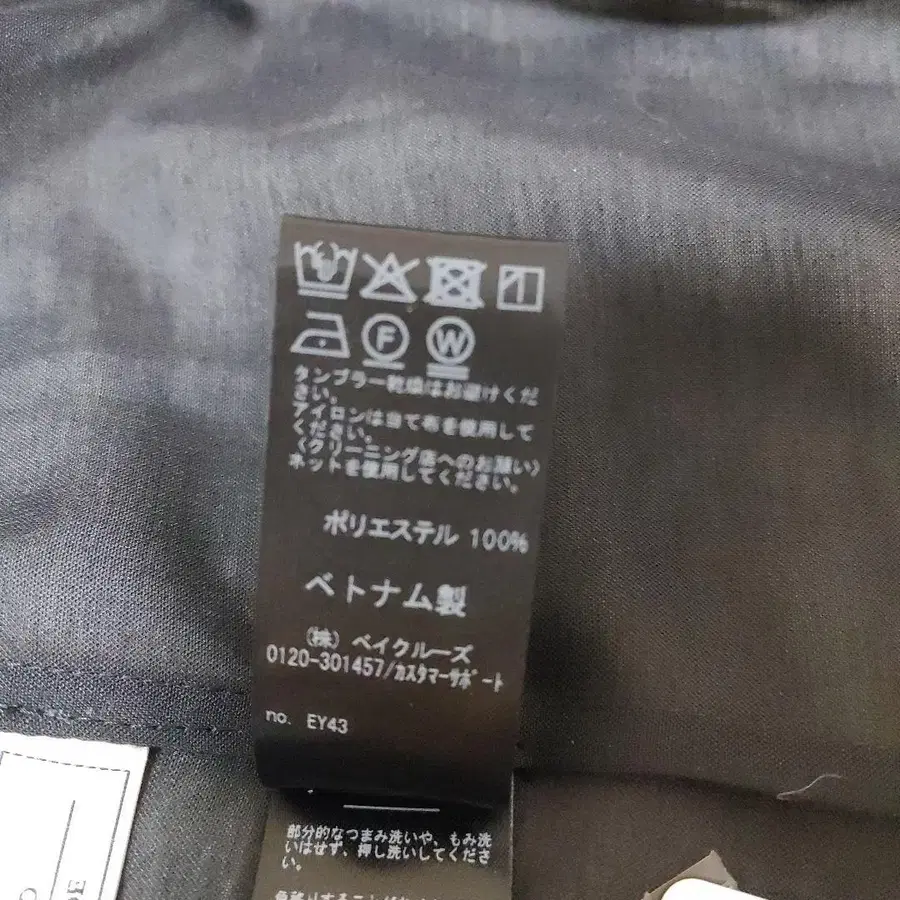 F W
タンブラー乾燥はお避けくだ
さい。
アイロンは当て布を使用して
ください。
〈クリーニング店へのお願い〉
ネットを使用してください。
ポリエステル 100%
ベトナム製
(株) ベイクルーズ
0120-301457/カスタマーサポート
no. EY43
部分的なつまみ洗いや、もみ洗
いはせず、押し洗いしてくださ
い。